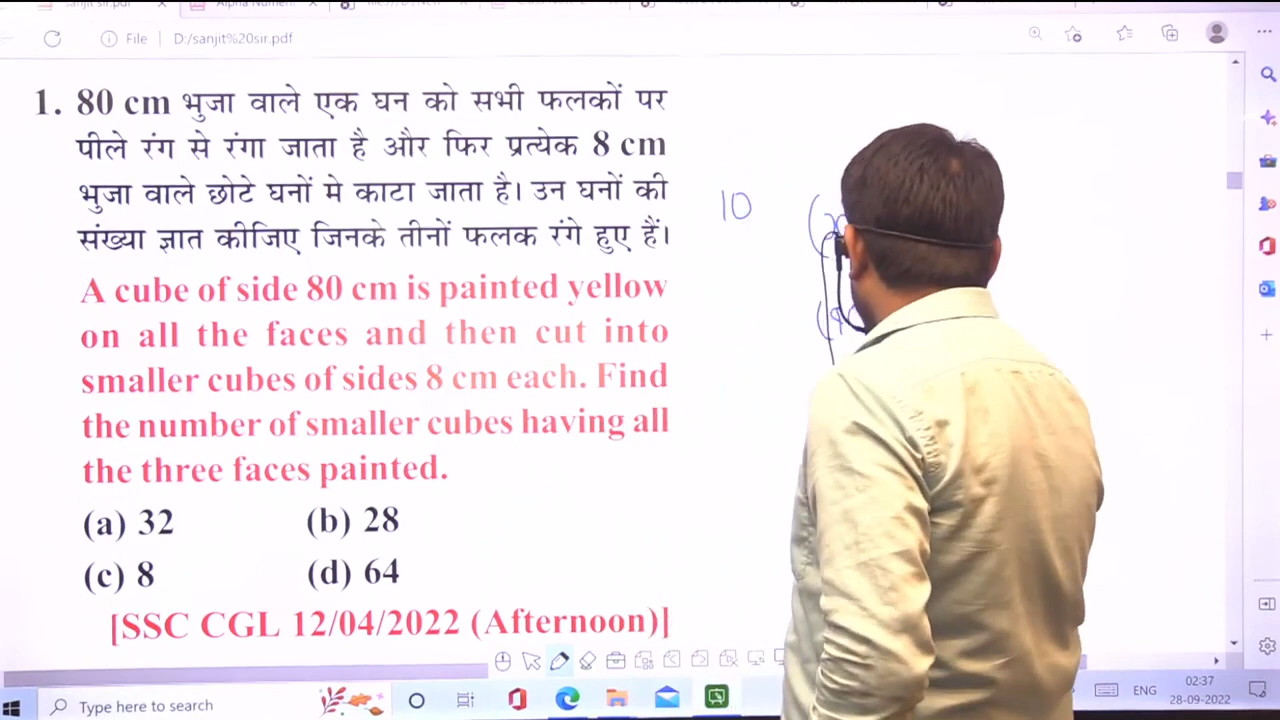 File
D:/sanjit%20sir.pdf
1. 80 cm भुजा वाले एक घन को सभी फलकों पर
पीले रंग से रंगा जाता है और फिर प्रत्येक 8 cm
भुजा वाले छोटे घनों मे काटा जाता है। उन घनों की
संख्या ज्ञात कीजिए जिनके तीनों फलक रंगे हुए हैं।
10
A cube of side 80 cm is painted yellow
on all the faces and then cut into
smaller cubes of sides 8 cm each. Find
the number of smaller cubes having all
the three faces painted.
(a) 32 (b) 28
(c) 8 (d) 64
[SSC CGL 12/04/2022 (Afternoon)]
Type here to search
ENG
02:37
28-09-2022